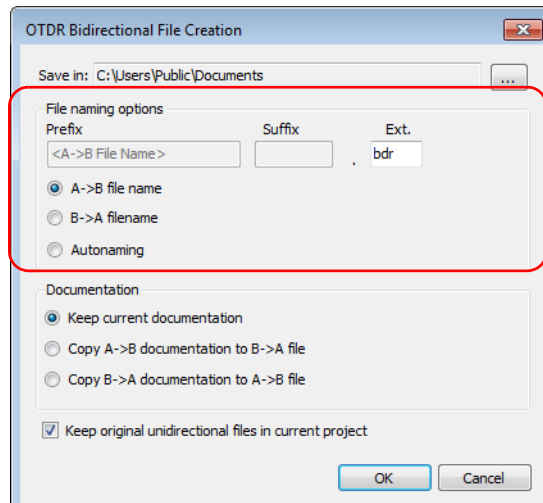 OTDR Bidirectional File Creation
Save in: C:\Users\Public\Documents ...
File naming options
Prefix Suffix Ext.
<A->B File Name> . bdr
A->B file name
B->A filename
Autonaming
Documentation
Keep current documentation
Copy A->B documentation to B->A file
Copy B->A documentation to A->B file
Keep original unidirectional files in current project
OK Cancel